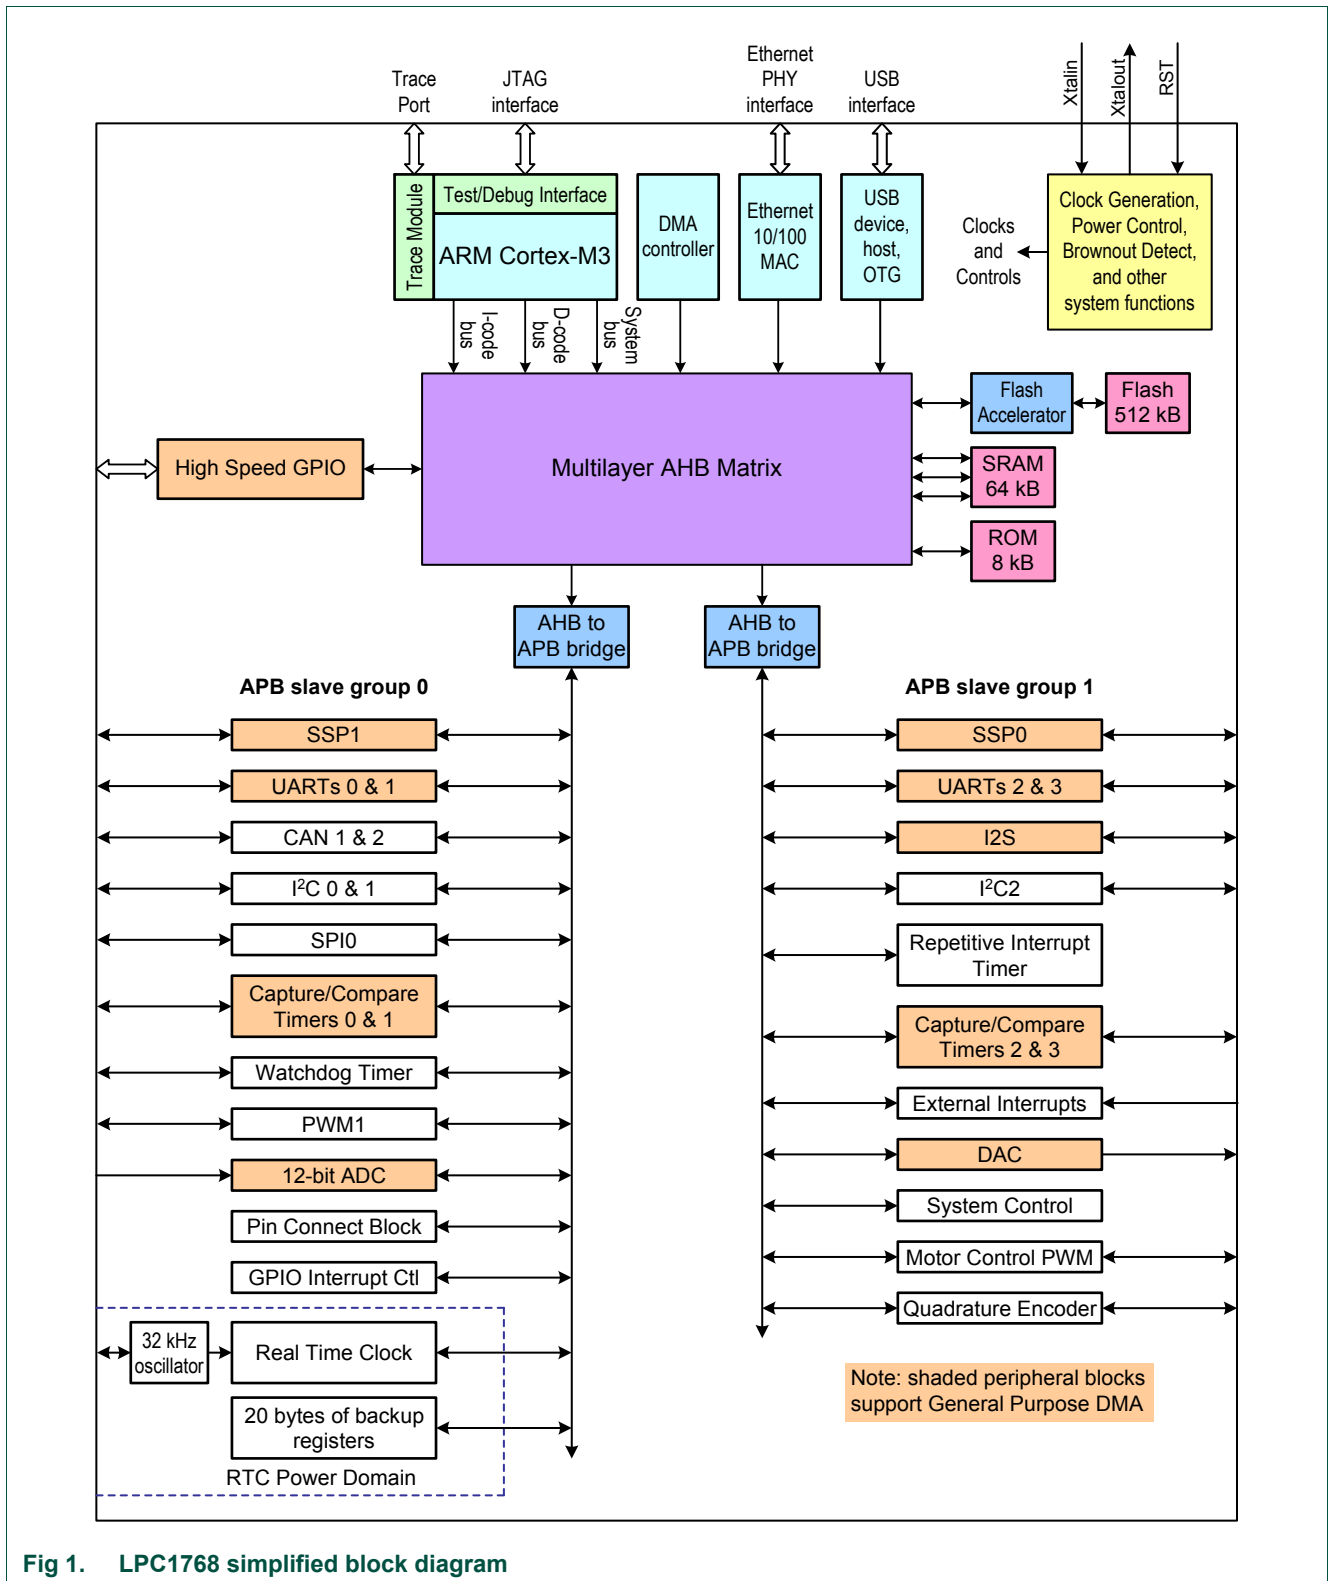 Trace
Port
JTAG
interface
Ethernet
PHY
interface
USB
interface
Xtalin
Xtalout
RST
Trace Module
Test/Debug Interface
ARM Cortex-M3
DMA
controller
Ethernet
10/100
MAC
USB
device,
host,
OTG
Clocks
and
Controls
Clock Generation,
Power Control,
Brownout Detect,
and other
system functions
I-code
bus
D-code
bus
System
bus
Multilayer AHB Matrix
High Speed GPIO
Flash
Accelerator
Flash
512 kB
SRAM
64 kB
ROM
8 kB
AHB to
APB bridge
AHB to
APB bridge
APB slave group 0
SSP1
UARTs 0 & 1
CAN 1 & 2
I²C 0 & 1
SPI0
Capture/Compare
Timers 0 & 1
Watchdog Timer
PWM1
12-bit ADC
Pin Connect Block
GPIO Interrupt Ctl
32 kHz
oscillator
Real Time Clock
20 bytes of backup
registers
RTC Power Domain
APB slave group 1
SSP0
UARTs 2 & 3
I2S
I²C2
Repetitive Interrupt
Timer
Capture/Compare
Timers 2 & 3
External Interrupts
DAC
System Control
Motor Control PWM
Quadrature Encoder
Note: shaded peripheral blocks
support General Purpose DMA
Fig 1. LPC1768 simplified block diagram